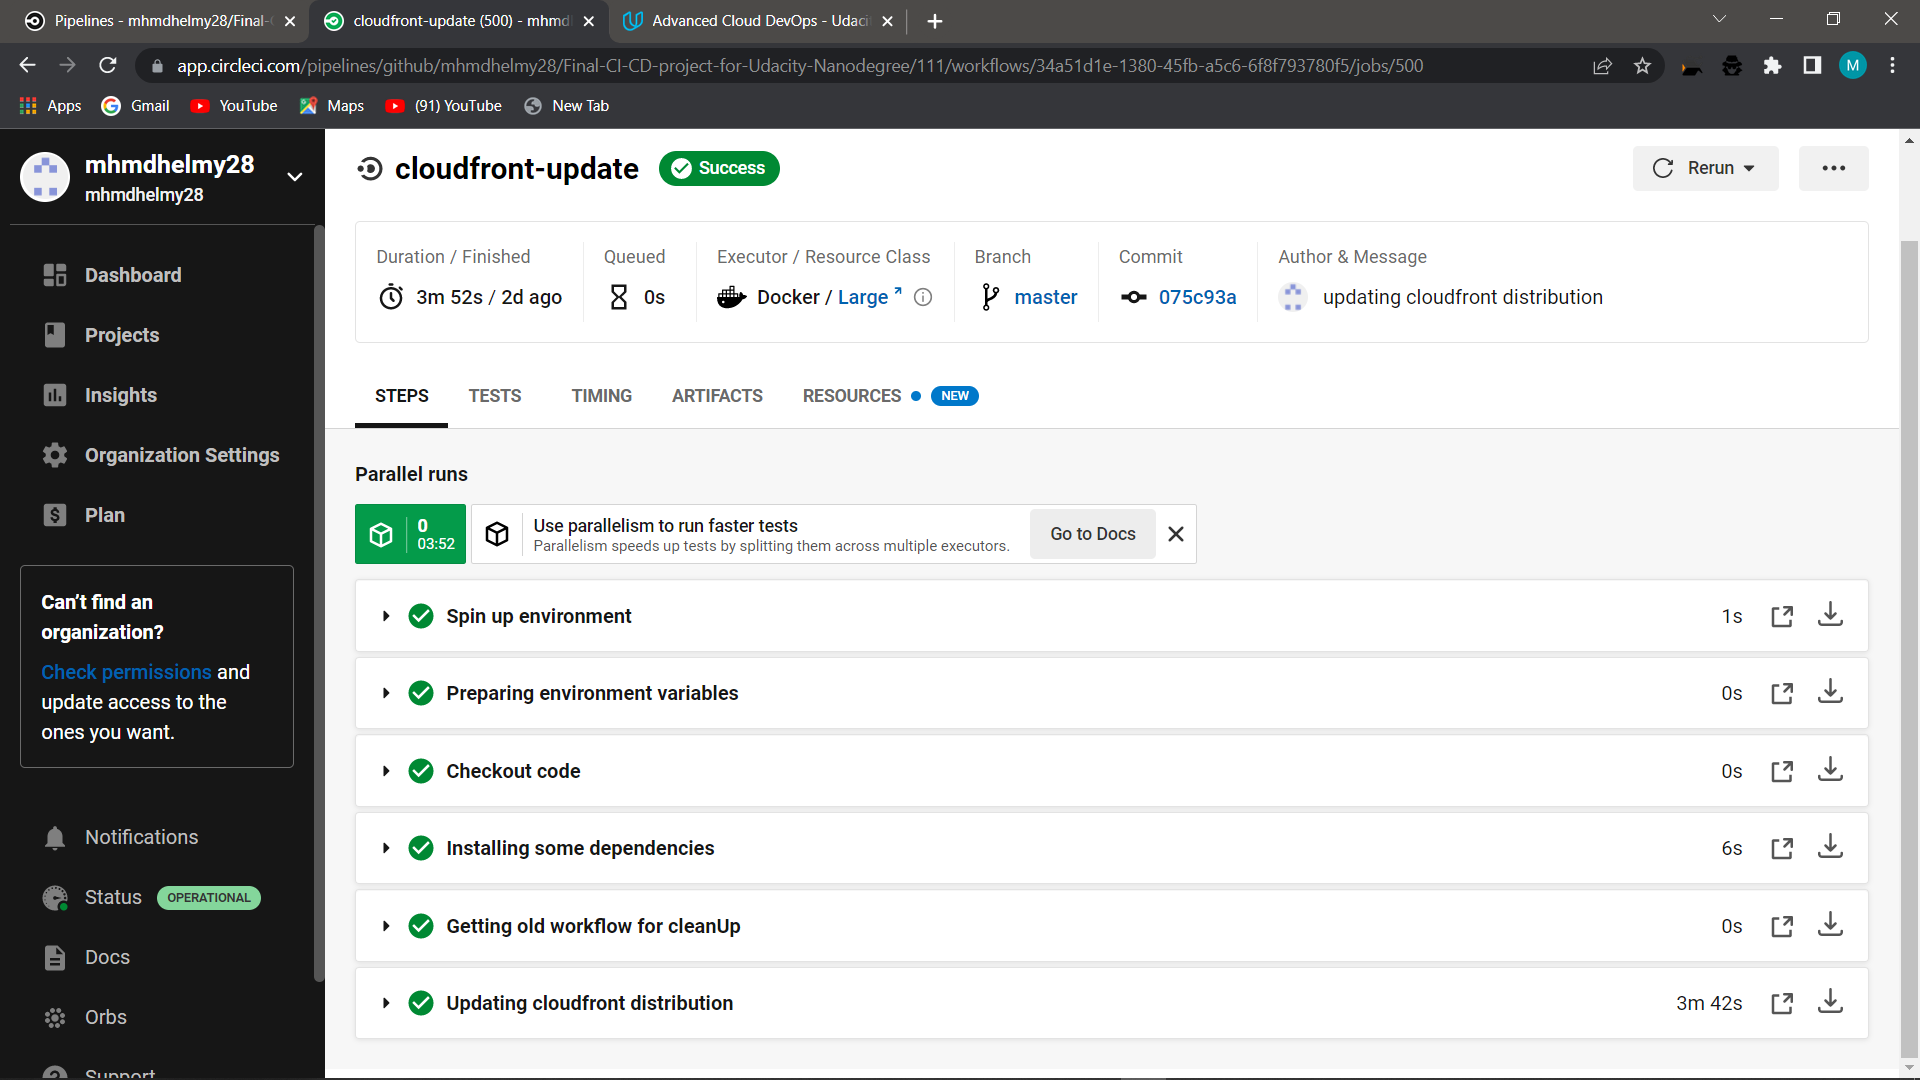 Pipelines - mhmdhelmy28/Final-
cloudfront-update (500) - mhmd
Advanced Cloud DevOps - Udaci
app.circleci.com/pipelines/github/mhmdhelmy28/Final-CI-CD-project-for-Udacity-Nanodegree/111/workflows/34a51d1e-1380-45fb-a5c6-6f8f793780f5/jobs/500
M
Apps
Gmail
YouTube
Maps
(91) YouTube
New Tab
mhmdhelmy28
mhmdhelmy28
Dashboard
Projects
Insights
Organization Settings
Plan
Can't find an
organization?
Check permissions and
update access to the
ones you want.
Notifications
Status OPERATIONAL
Docs
Orbs
Support
cloudfront-update
Success
Rerun
Duration / Finished
3m 52s / 2d ago
Queued
0s
Executor / Resource Class
Docker / Large
Branch
master
Commit
075c93a
Author & Message
updating cloudfront distribution
STEPS
TESTS
TIMING
ARTIFACTS
RESOURCES
NEW
Parallel runs
0
03:52
Use parallelism to run faster tests
Parallelism speeds up tests by splitting them across multiple executors.
Go to Docs
Spin up environment 1s
Preparing environment variables 0s
Checkout code 0s
Installing some dependencies 6s
Getting old workflow for cleanUp 0s
Updating cloudfront distribution 3m 42s